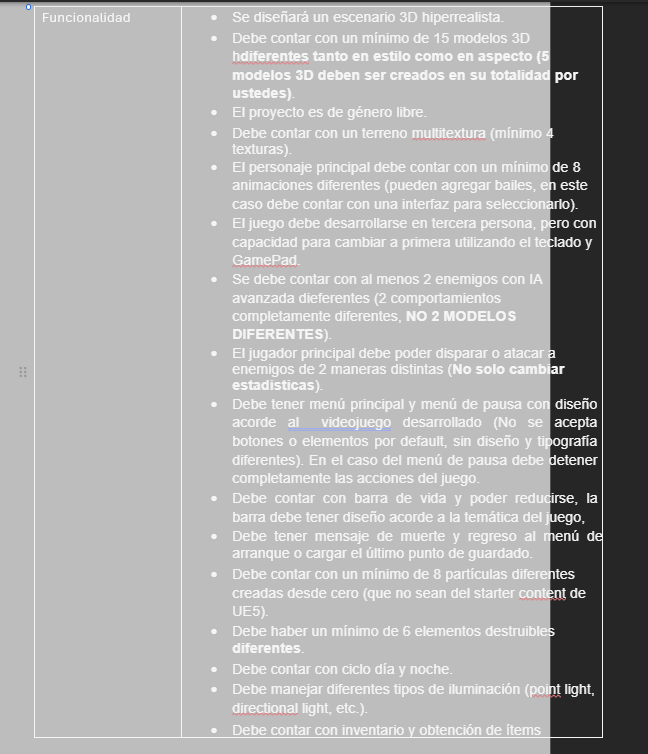 Funcionalidad
• Se diseñará un escenario 3D hiperrealista.
• Debe contar con un mínimo de 15 modelos 3D
hdiferentes tanto en estilo como en aspecto (5
modelos 3D deben ser creados en su totalidad por
ustedes).
• El proyecto es de género libre.
• Debe contar con un terreno multitextura (mínimo 4
texturas).
• El personaje principal debe contar con un mínimo de 8
animaciones diferentes (pueden agregar bailes, en este
caso debe contar con una interfaz para seleccionarlo).
• El juego debe desarrollarse en tercera persona, pero con
capacidad para cambiar a primera utilizando el teclado y
GamePad.
• Se debe contar con al menos 2 enemigos con IA
avanzada dieferentes (2 comportamientos
completamente diferentes, NO 2 MODELOS
DIFERENTES).
• El jugador principal debe poder disparar o atacar a
enemigos de 2 maneras distintas (No solo cambiar
estadísticas).
• Debe tener menú principal y menú de pausa con diseño
acorde al videojuego desarrollado (No se acepta
botones o elementos por default, sin diseño y tipografía
diferentes). En el caso del menú de pausa debe detener
completamente las acciones del juego.
• Debe contar con barra de vida y poder reducirse, la
barra debe tener diseño acorde a la temática del juego,
• Debe tener mensaje de muerte y regreso al menú de
arranque o cargar el último punto de guardado.
• Debe contar con un mínimo de 8 partículas diferentes
creadas desde cero (que no sean del starter content de
UE5).
• Debe haber un mínimo de 6 elementos destruibles
diferentes.
• Debe contar con ciclo día y noche.
• Debe manejar diferentes tipos de iluminación (point light,
directional light, etc.).
• Debe contar con inventario y obtención de ítems